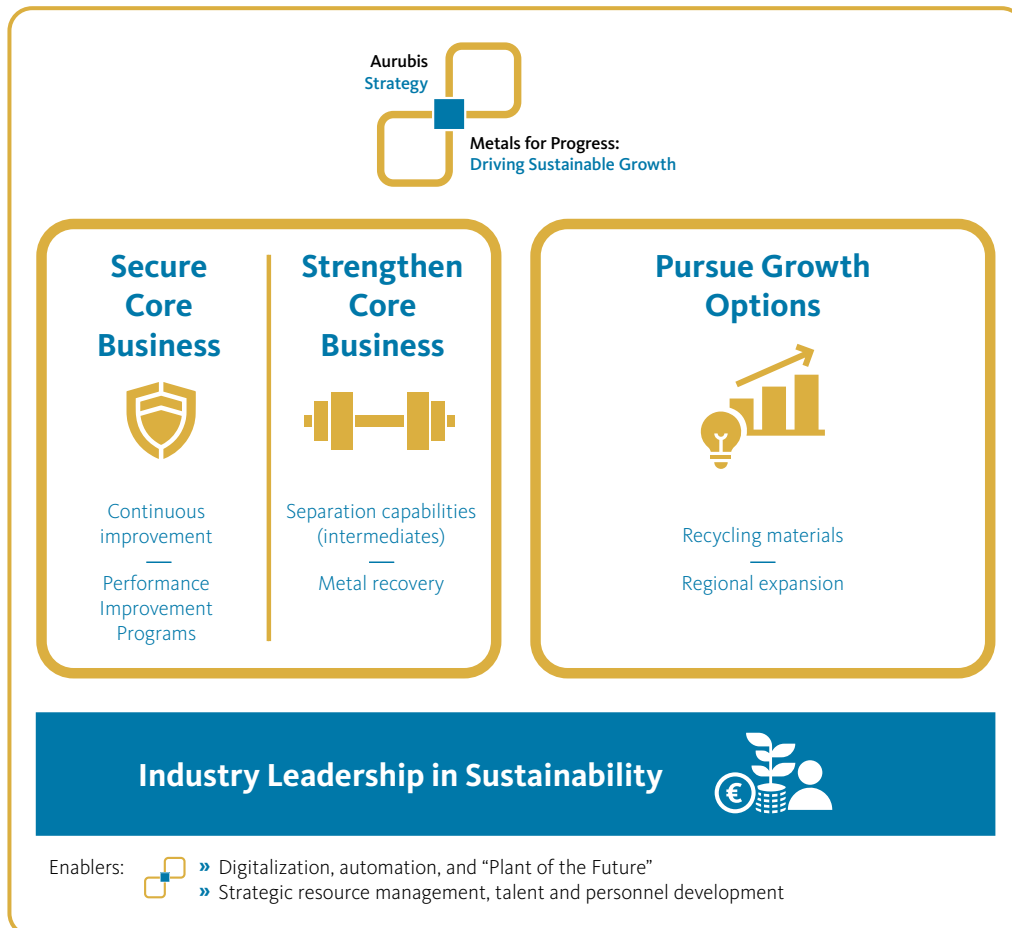 Aurubis
Strategy
Metals for Progress:
Driving Sustainable Growth
Secure
Core
Business
Continuous
improvement
Performance
Improvement
Programs
Strengthen
Core
Business
Separation capabilities
(intermediates)
Metal recovery
Pursue Growth
Options
Recycling materials
Regional expansion
Industry Leadership in Sustainability
€
Enablers:
» Digitalization, automation, and “Plant of the Future”
» Strategic resource management, talent and personnel development